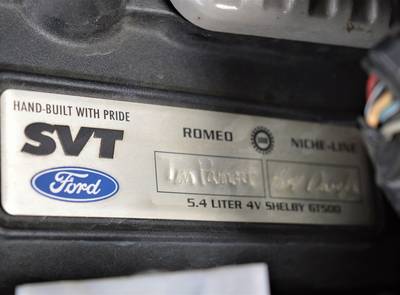 HAND-BUILT WITH PRIDE
SVT
ROMEO NICHE-LINE
Ford
5.4 LITER 4V SHELBY GT500